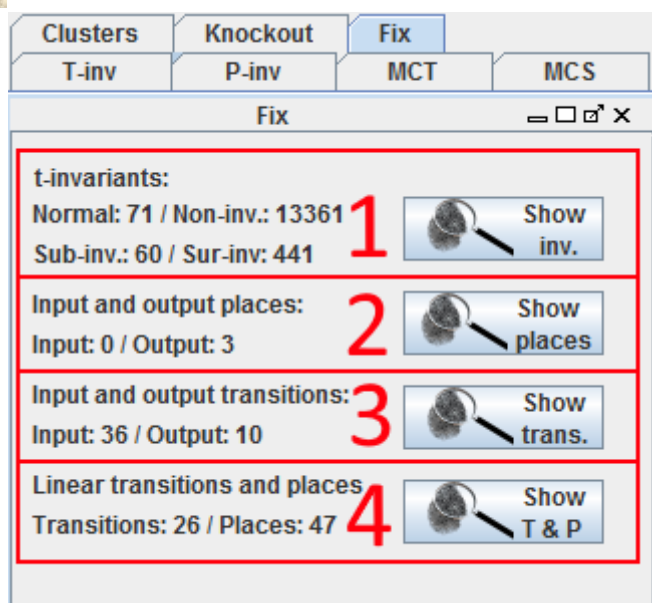 Clusters Knockout Fix
T-inv P-inv MCT MCS
Fix
t-invariants:
Normal: 71 / Non-inv.: 13361
Sub-inv.: 60 / Sur-inv: 441
1
Show
inv.
Input and output places:
Input: 0 / Output: 3
2
Show
places
Input and output transitions:
Input: 36 / Output: 10
3
Show
trans.
Linear transitions and places
Transitions: 26 / Places: 47
4
Show
T & P